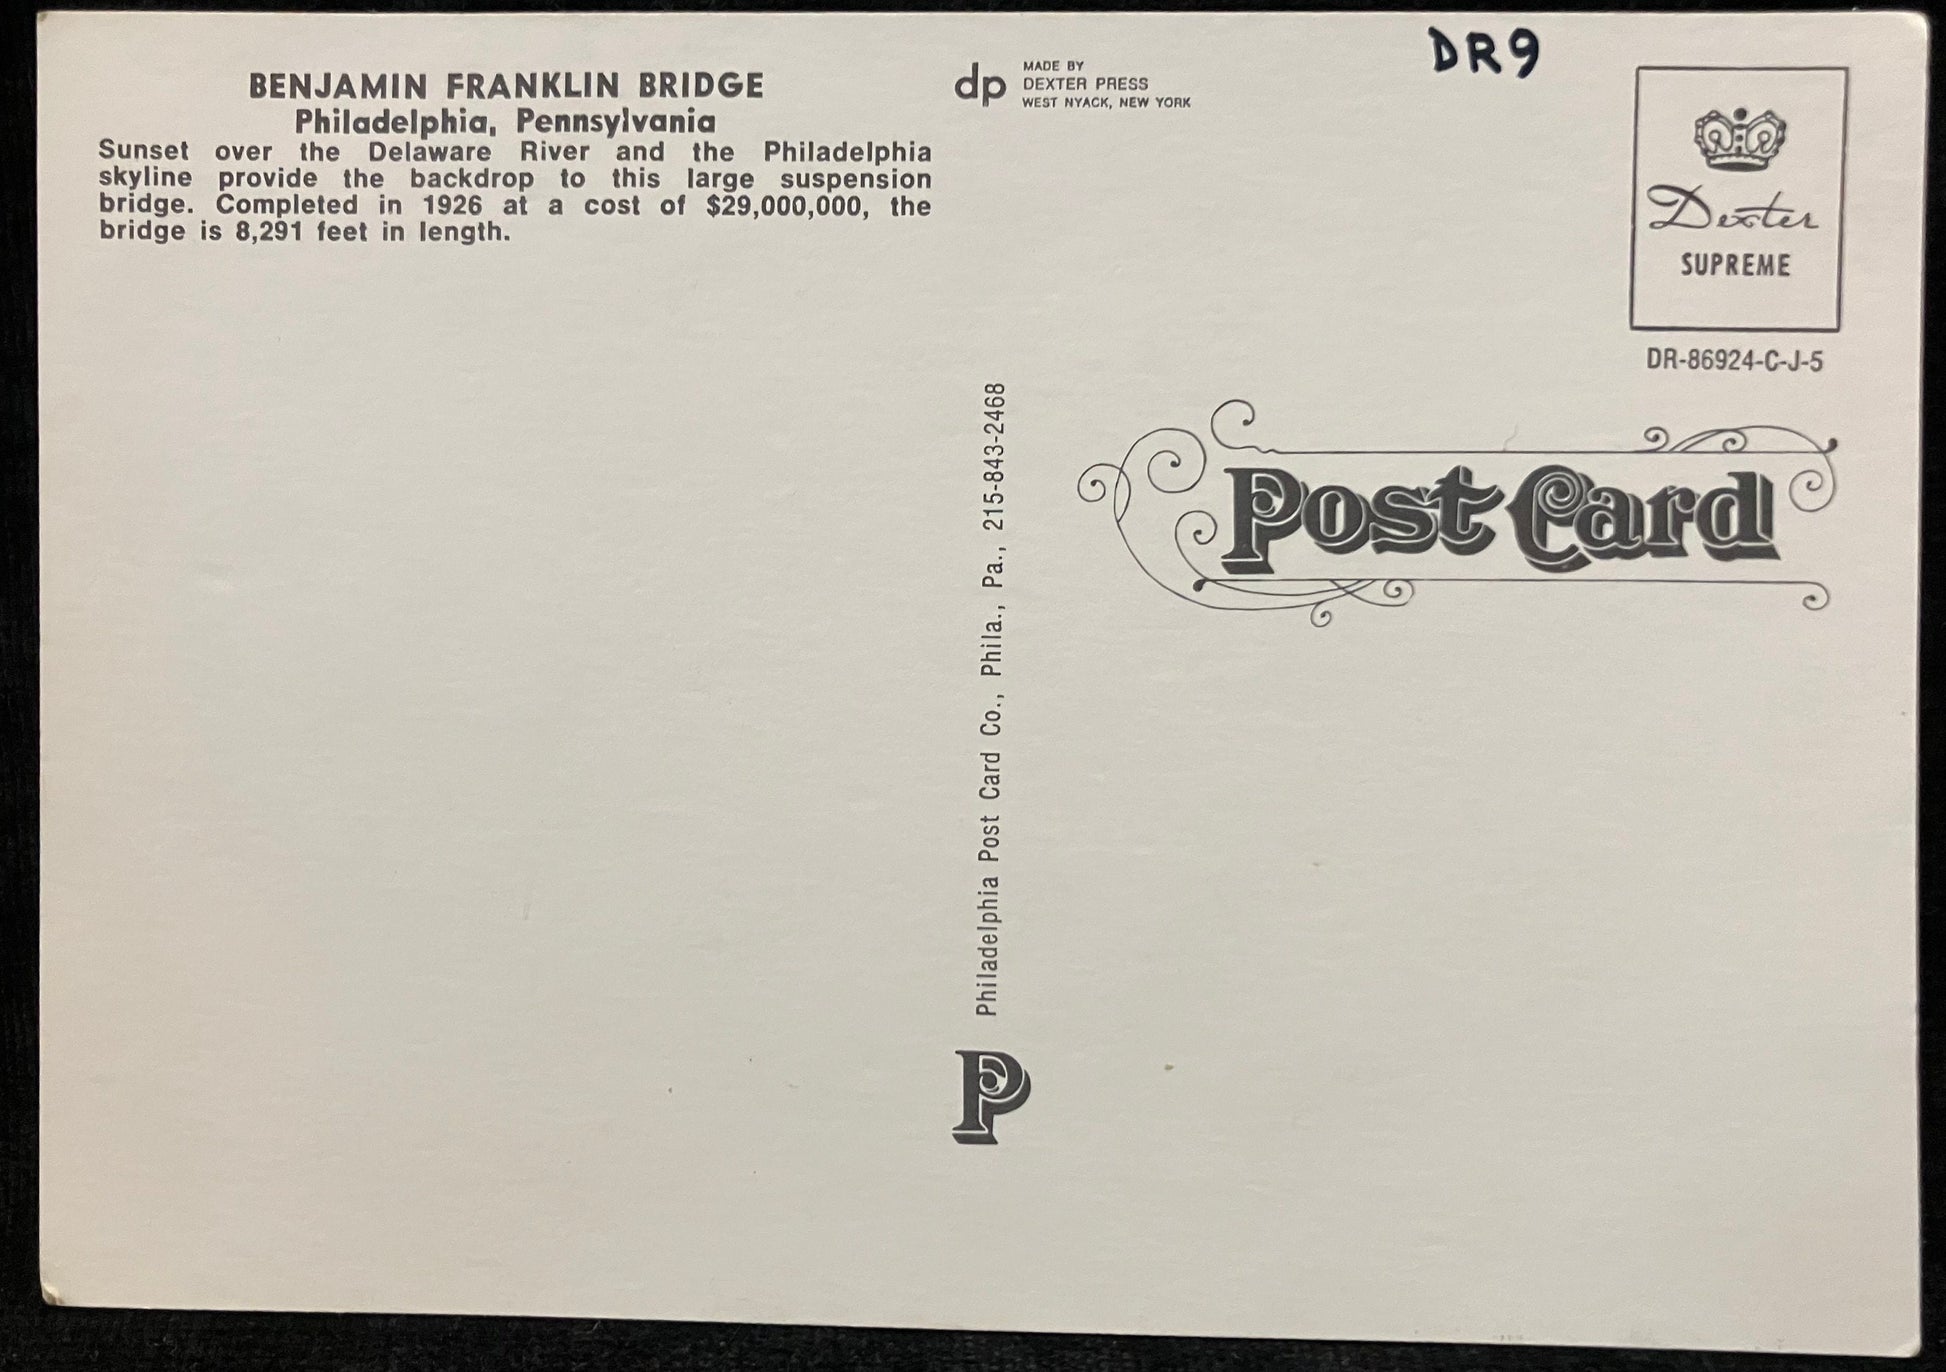 BENJAMIN FRANKLIN BRIDGE
Philadelphia, Pennsylvania
Sunset over the Delaware River and the Philadelphia
skyline provide the backdrop to this large suspension
bridge. Completed in 1926 at a cost of $29,000,000, the
bridge is 8,291 feet in length.
dp
MADE BY
DEXTER PRESS
WEST NYACK, NEW YORK
DR9
Dexter
SUPREME
DR-86924-C-J-5
Post Card
Philadelphia Post Card Co., Phila., Pa., 215-843-2468
P